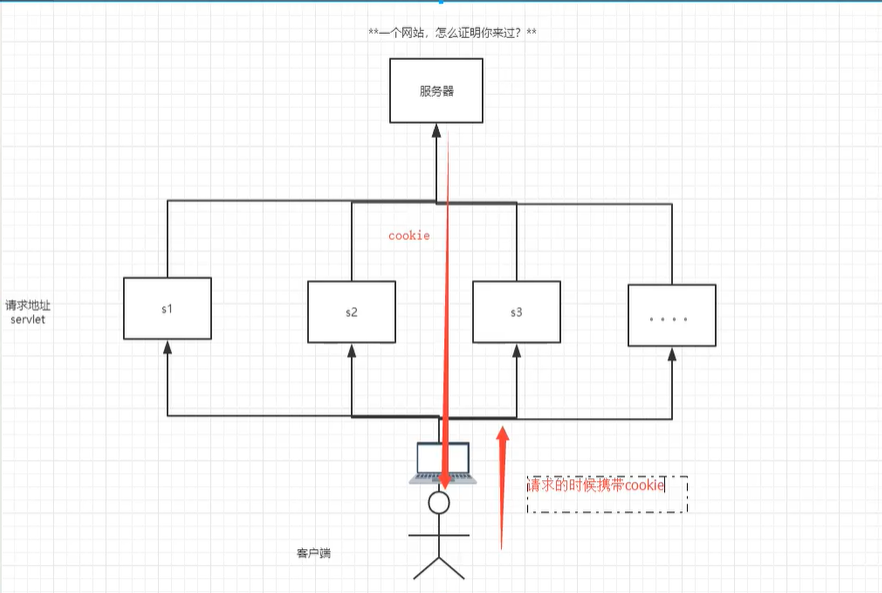 **一个网站，怎么证明你来过？**
服务器
cookie
请求地址
servlet
s1
s2
s3
。。。。
请求的时候携带cookie
客户端